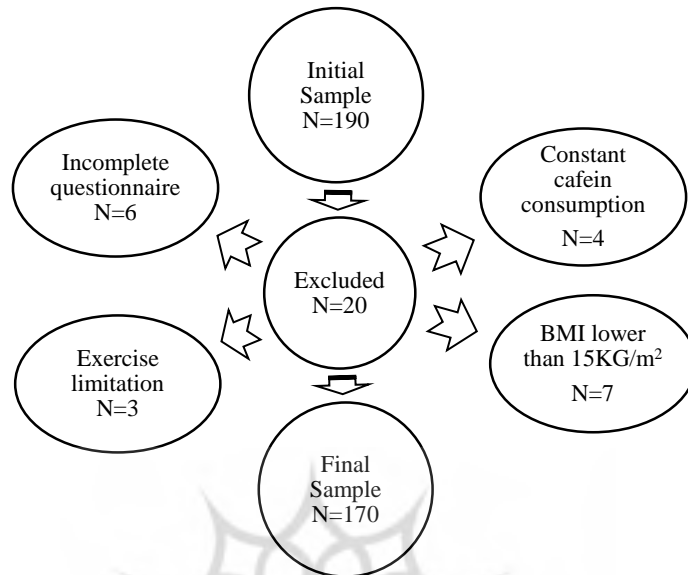 Initial
Sample
N=190
Incomplete
questionnaire
N=6
Constant
cafein
consumption
N=4
Excluded
N=20
Exercise
limitation
N=3
BMI lower
than 15KG/m²
N=7
Final
Sample
N=170